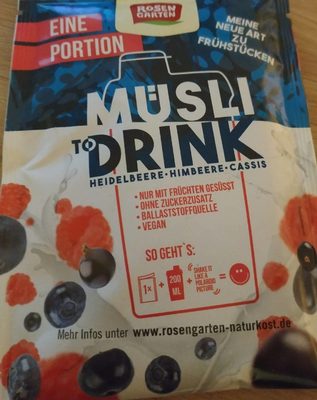 ROSEN
GARTEN
EINE
PORTION
MEINE
NEUE ART
ZU
FRÜHSTÜCKEN
MÜSLI
TO DRINK
HEIDELBEERE·HIMBEERE·CASSIS
• NUR MIT FRÜCHTEN GESÜSST
• OHNE ZUCKERZUSATZ
• BALLASTSTOFFQUELLE
• VEGAN
SO GEHT`S:
1x + 200 ML + SHAKE IT LIKE A POLAROID PICTURE =
Mehr Infos unter www.rosengarten-naturkost.de